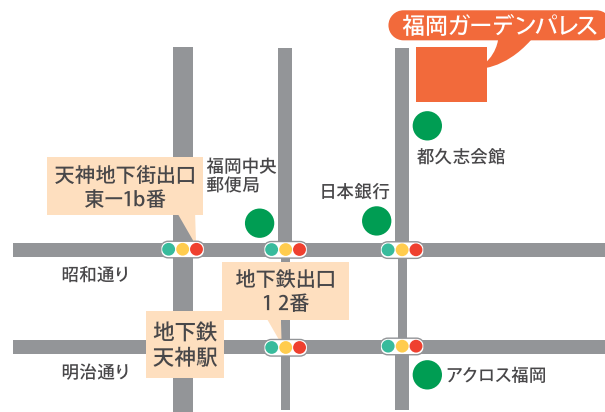 福岡ガーデンパレス
都久志会館
福岡中央
郵便局
天神地下街出口
東ー1b番
日本銀行
昭和通り
地下鉄出口
1 2番
地下鉄
天神駅
明治通り
アクロス福岡